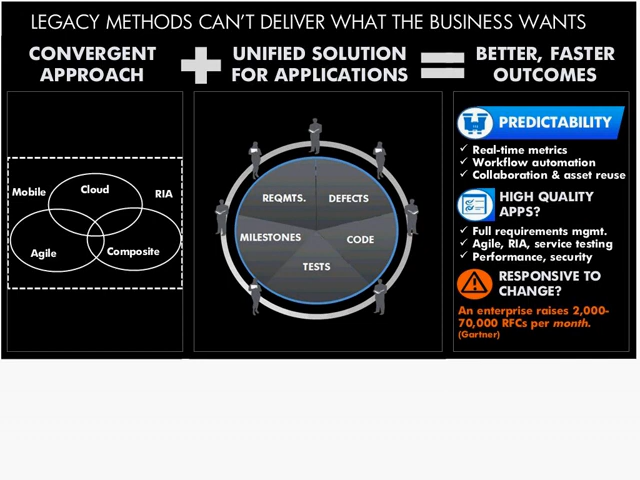 LEGACY METHODS CAN'T DELIVER WHAT THE BUSINESS WANTS
CONVERGENT
APPROACH
+
UNIFIED SOLUTION
FOR APPLICATIONS
=
BETTER, FASTER
OUTCOMES
Mobile
Cloud
RIA
Agile
Composite
REQMTS.
DEFECTS
MILESTONES
CODE
TESTS
PREDICTABILITY
✓ Real-time metrics
✓ Workflow automation
✓ Collaboration & asset reuse
HIGH QUALITY
APPS?
✓ Full requirements mgmt.
✓ Agile, RIA, service testing
✓ Performance, security
RESPONSIVE TO
CHANGE?
An enterprise raises 2,000-
70,000 RFCs per month.
(Gartner)